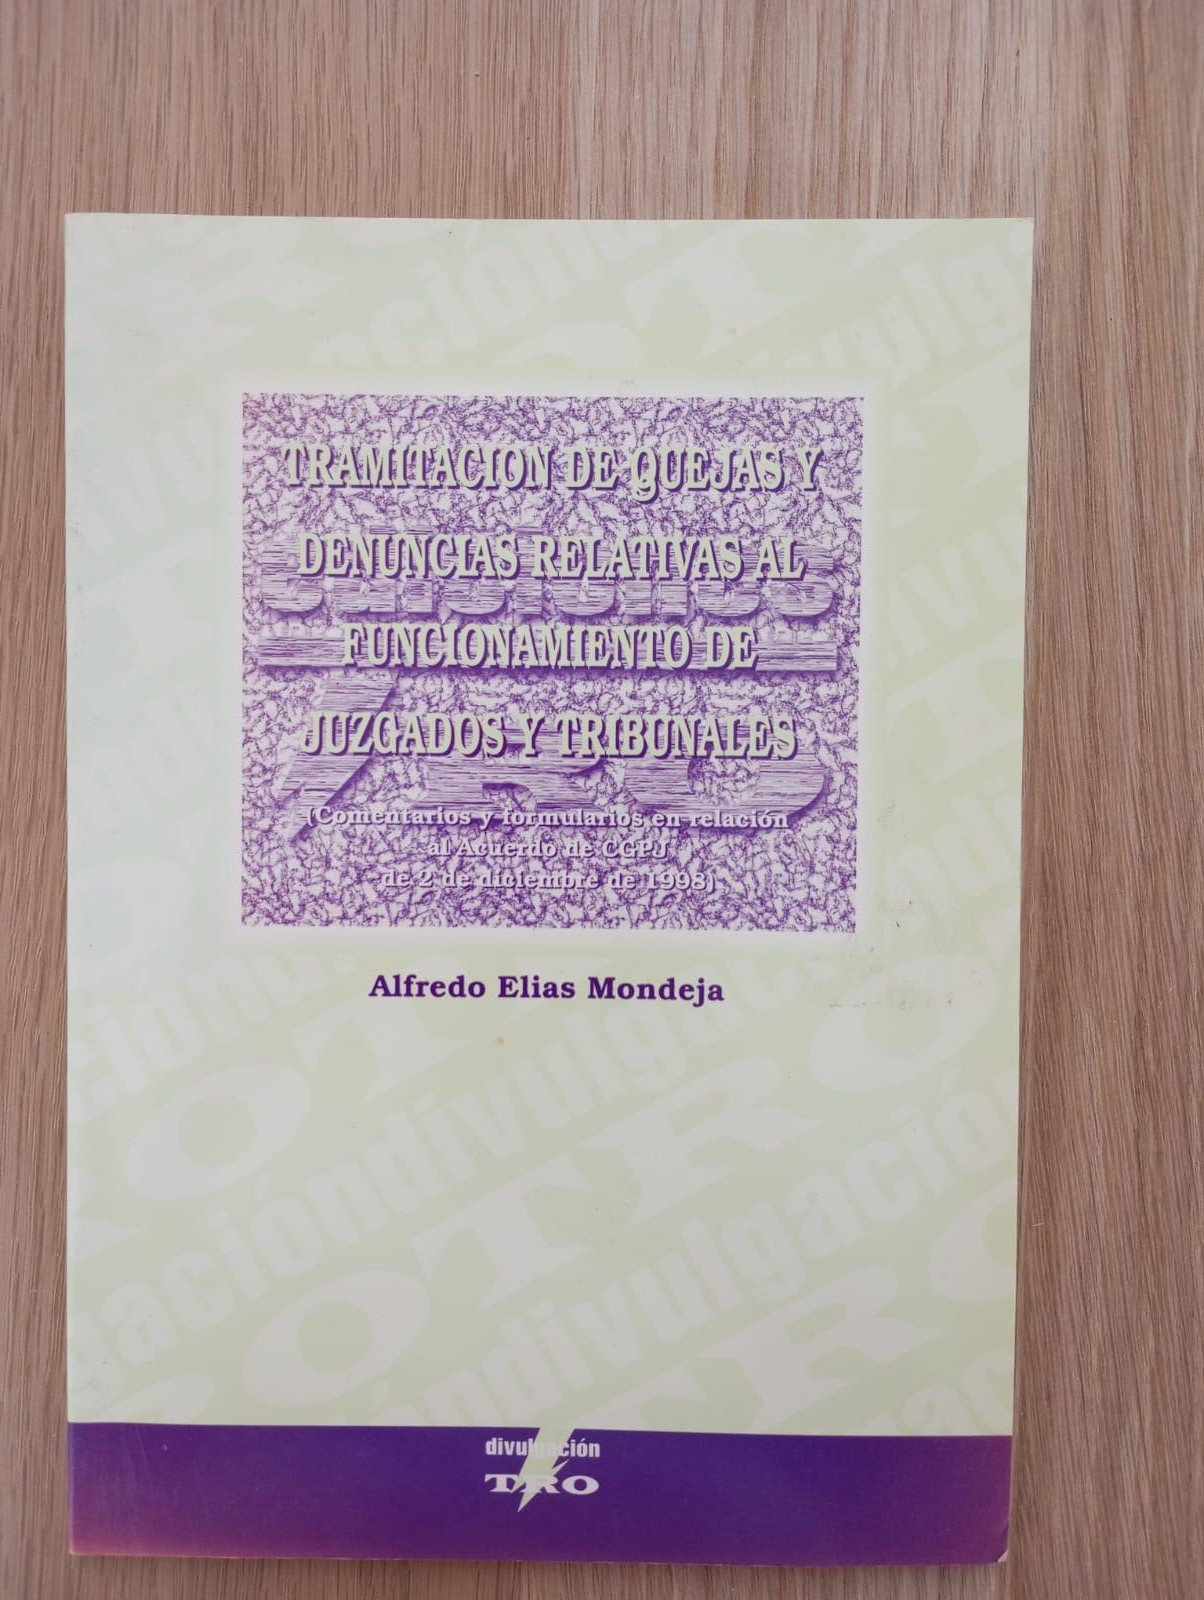 TRAMITACION DE QUEJAS Y
DENUNCIAS RELATIVAS AL
FUNCIONAMIENTO DE
JUZGADOS Y TRIBUNALES
(Comentarios y formularios en relación
al Acuerdo de CGPJ
de 2 de diciembre de 1998)
Alfredo Elias Mondeja
divulgación
TRO